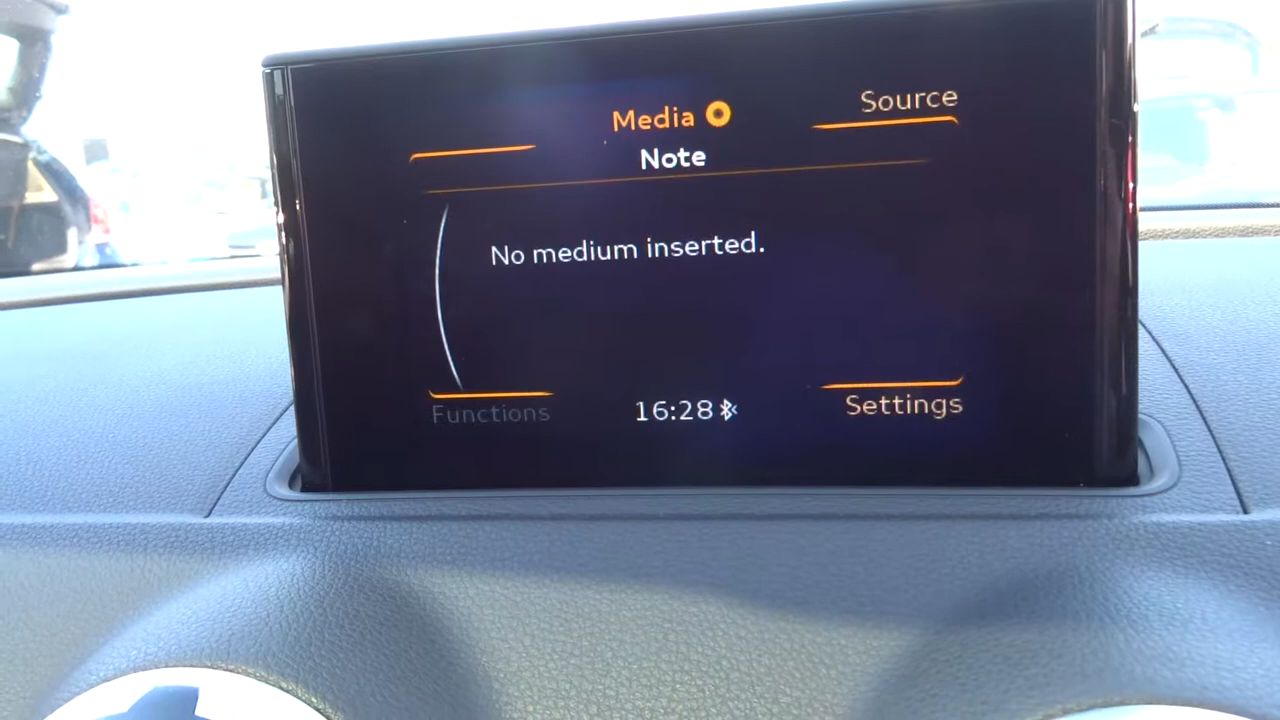 Media
Source
Note
No medium inserted.
Functions
16:28
Settings